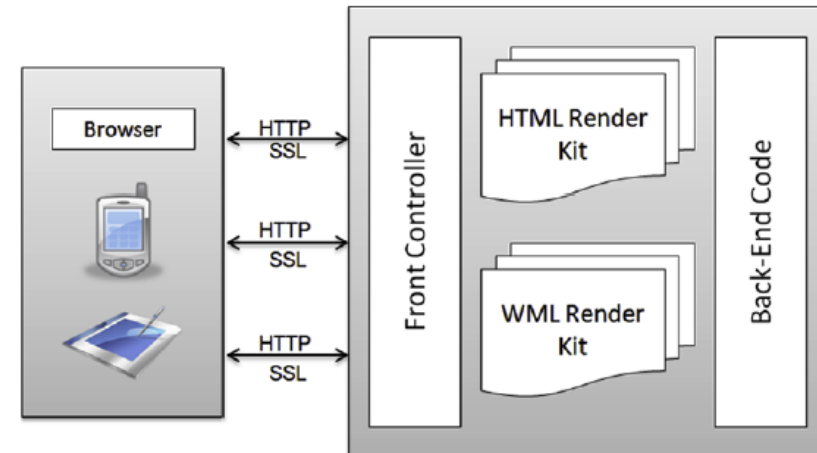 Browser
HTTP
SSL
HTTP
SSL
HTTP
SSL
Front Controller
HTML Render
Kit
WML Render
Kit
Back-End Code